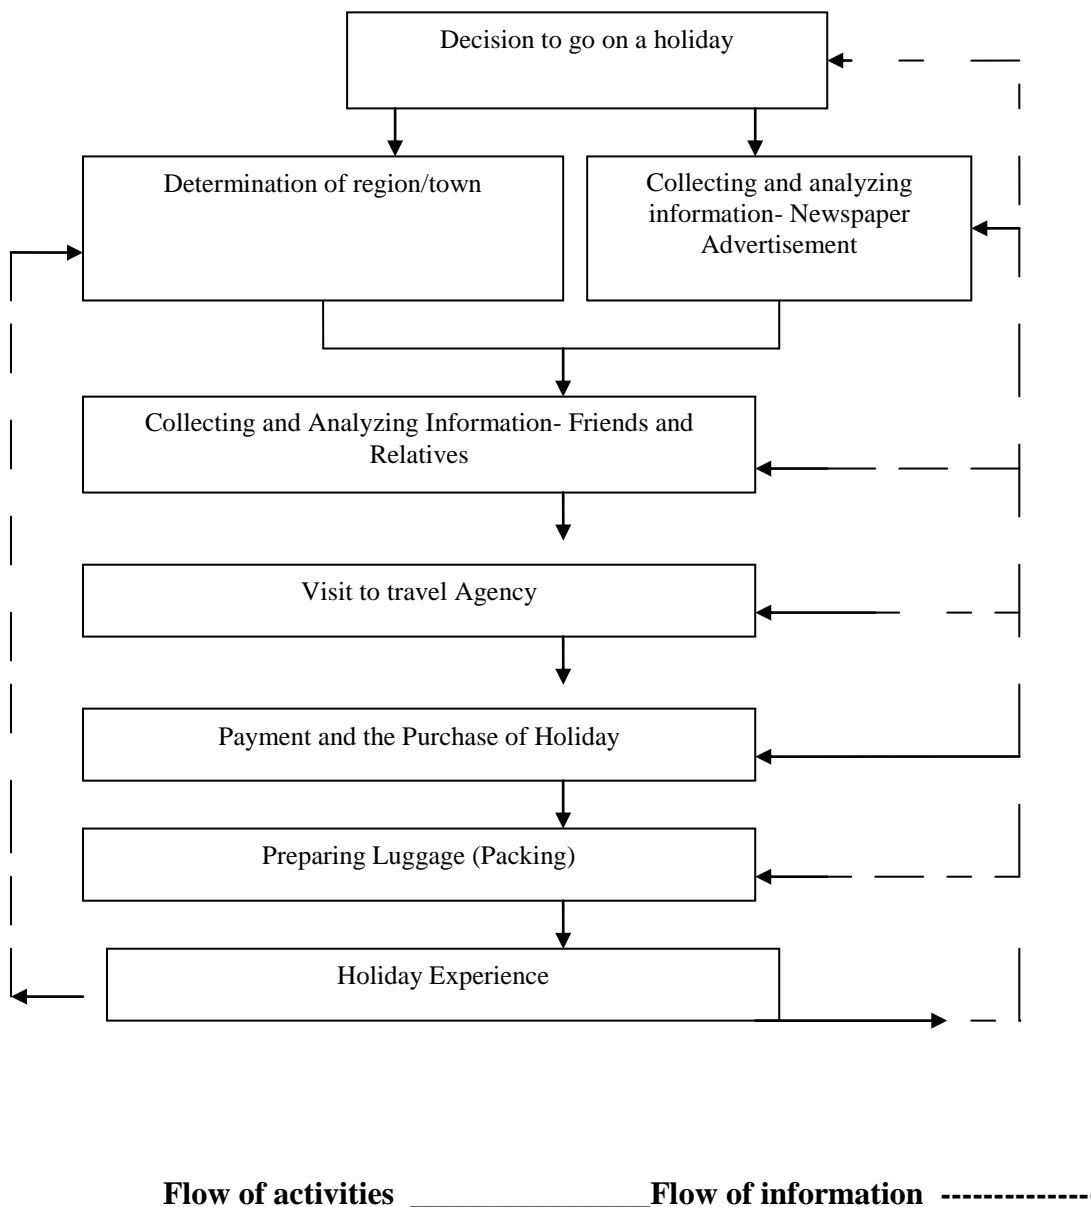 Decision to go on a holiday
Determination of region/town
Collecting and analyzing
information- Newspaper
Advertisement
Collecting and Analyzing Information- Friends and
Relatives
Visit to travel Agency
Payment and the Purchase of Holiday
Preparing Luggage (Packing)
Holiday Experience
Flow of activities _______________Flow of information -------------